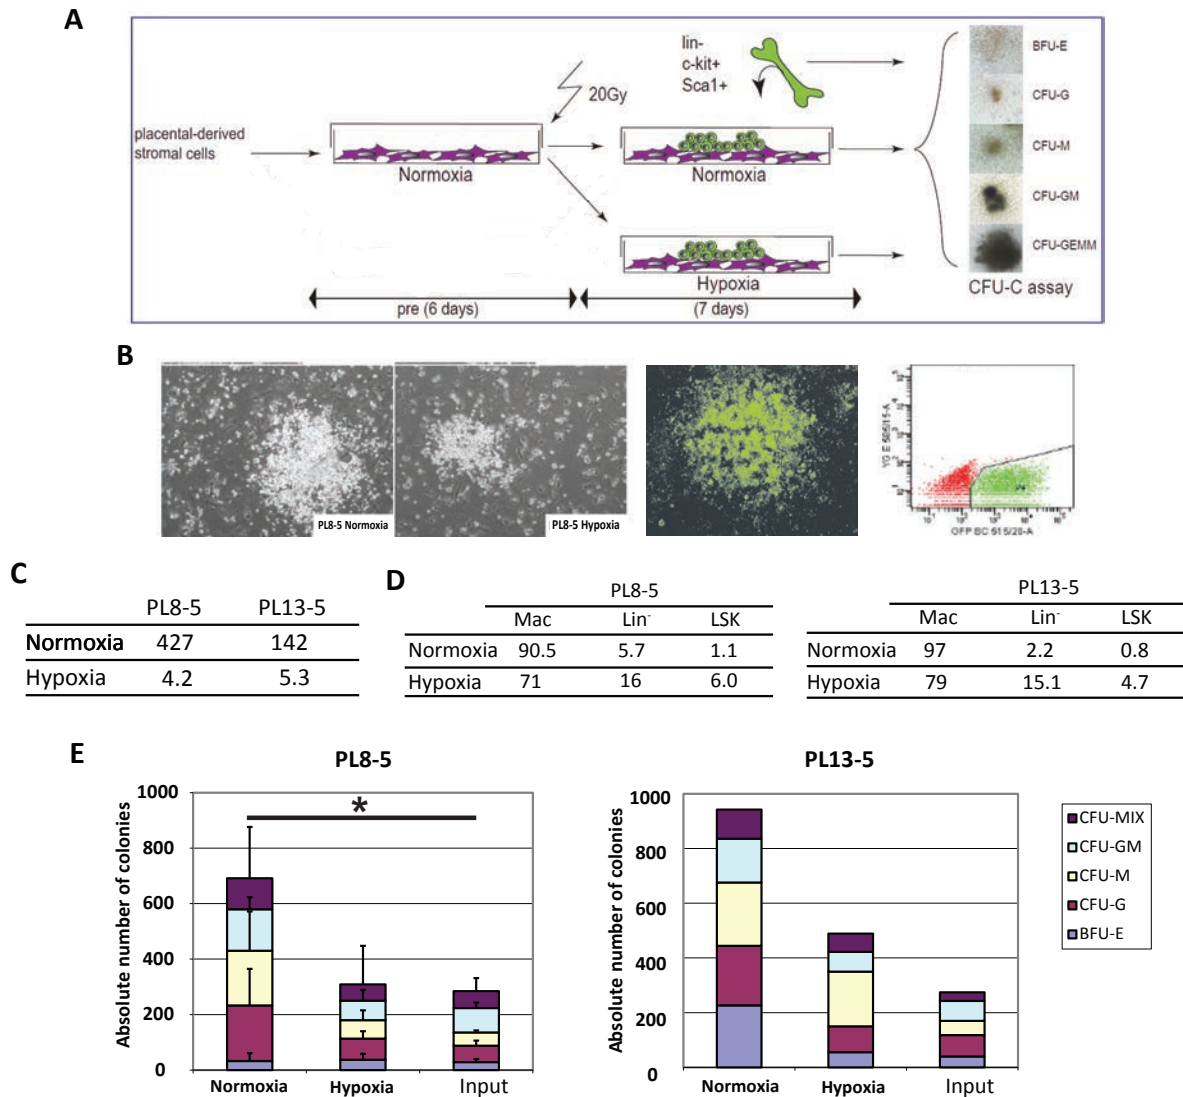 A
lin-
c-kit+
Sca1+
20Gy
placental-derived
stromal cells
Normoxia
Normoxia
Hypoxia
pre (6 days)
(7 days)
BFU-E
CFU-G
CFU-M
CFU-GM
CFU-GEMM
CFU-C assay
B
PL8-5 Normoxia
PL8-5 Hypoxia
C
PL8-5 PL13-5
Normoxia 427 142
Hypoxia 4.2 5.3
D
PL8-5
Mac Lin- LSK
Normoxia 90.5 5.7 1.1
Hypoxia 71 16 6.0
PL13-5
Mac Lin- LSK
Normoxia 97 2.2 0.8
Hypoxia 79 15.1 4.7
E
PL8-5
Absolute number of colonies
1000
800
600
400
200
0
*
Normoxia Hypoxia Input
PL13-5
Absolute number of colonies
1000
800
600
400
200
0
Normoxia Hypoxia Input
CFU-MIX
CFU-GM
CFU-M
CFU-G
BFU-E